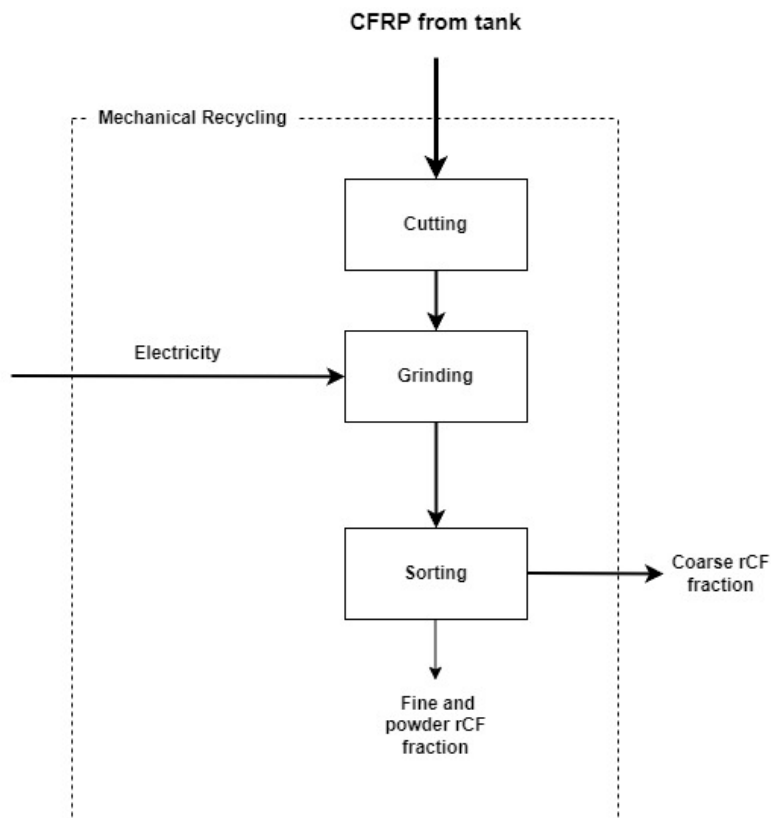 CFRP from tank
Mechanical Recycling
Cutting
Electricity
Grinding
Sorting
Coarse rCF
fraction
Fine and
powder rCF
fraction